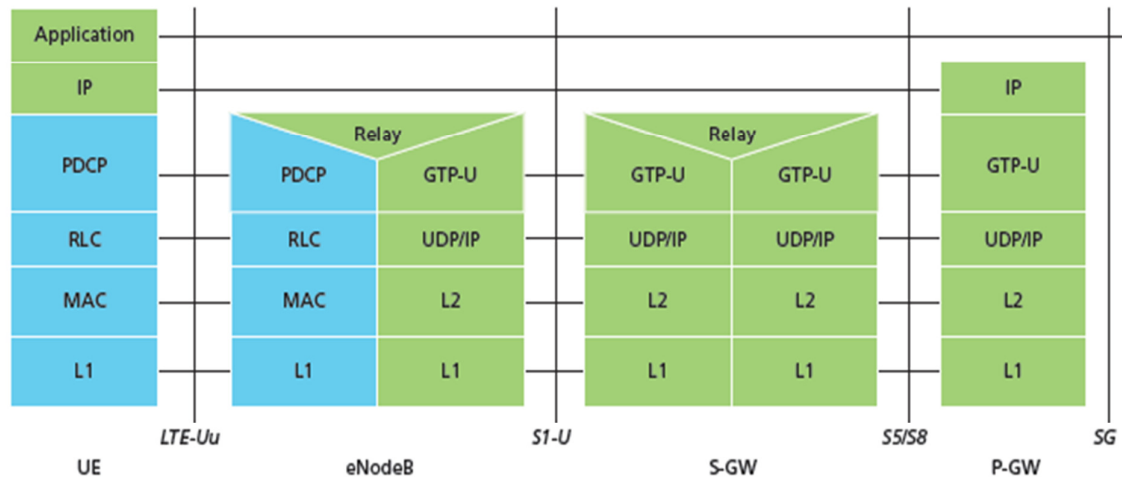 Application
IP
IP
Relay
Relay
PDCP
PDCP
GTP-U
GTP-U
GTP-U
GTP-U
RLC
RLC
UDP/IP
UDP/IP
UDP/IP
UDP/IP
MAC
MAC
L2
L2
L2
L2
L1
L1
L1
L1
L1
L1
LTE-Uu
S1-U
S5/S8
SG
UE
eNodeB
S-GW
P-GW